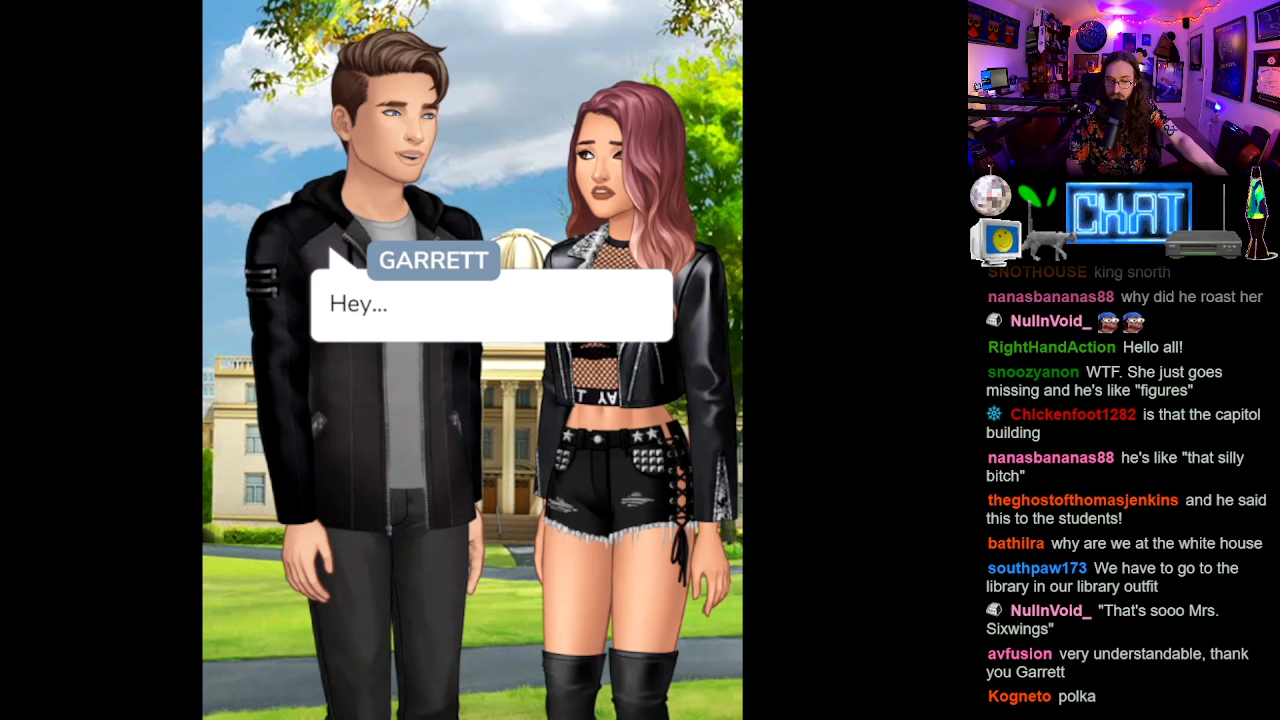 GARRETT
Hey...
CHAT
SNOTHOUSE king snorth
nanasbananas88 why did he roast her
NullnVoid_
RightHandAction Hello all!
snoozyanon WTF. She just goes
missing and he's like "figures"
Chickenfoot1282 is that the capitol
building
nanasbananas88 he's like "that silly
bitch"
theghostofthomasjenkins and he said
this to the students!
bathilra why are we at the white house
southpaw173 We have to go to the
library in our library outfit
NullnVoid_ "That's sooo Mrs.
Sixwings"
avfusion very understandable, thank
you Garrett
Kogneto polka